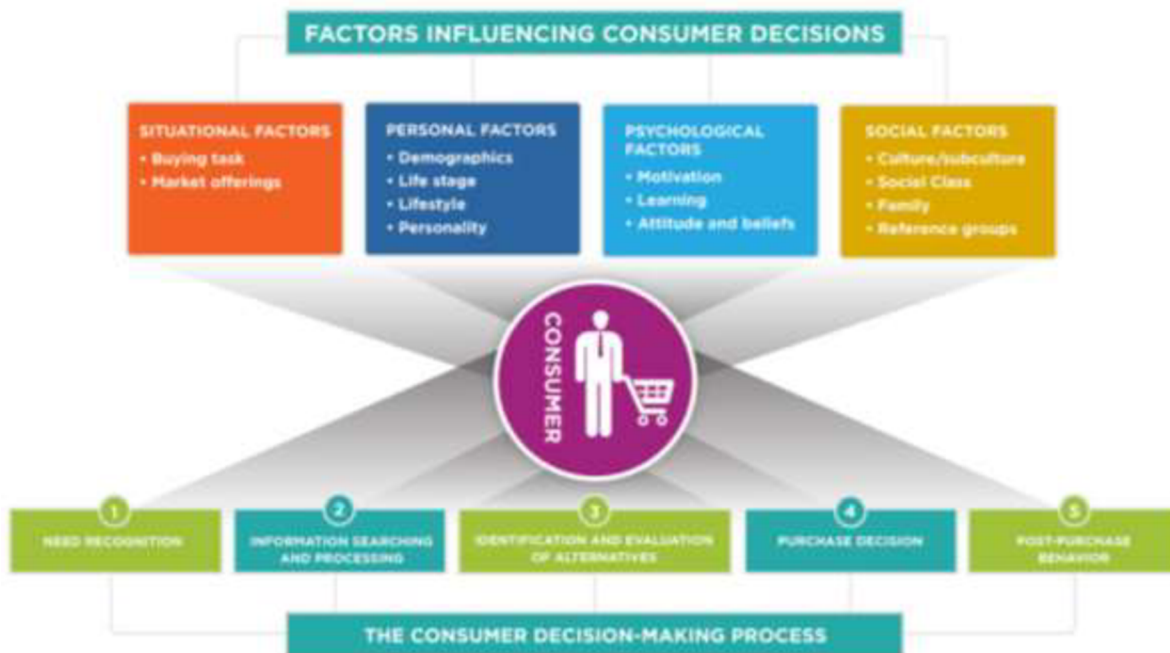 FACTORS INFLUENCING CONSUMER DECISIONS
SITUATIONAL FACTORS
• Buying task
• Market offerings
PERSONAL FACTORS
• Demographics
• Life stage
• Lifestyle
• Personality
PSYCHOLOGICAL
FACTORS
• Motivation
• Learning
• Attitude and beliefs
SOCIAL FACTORS
• Culture/subculture
• Social Class
• Family
• Reference groups
CONSUMER
1
NEED RECOGNITION
2
INFORMATION SEARCHING
AND PROCESSING
3
IDENTIFICATION AND EVALUATION
OF ALTERNATIVES
4
PURCHASE DECISION
5
POST-PURCHASE
BEHAVIOR
THE CONSUMER DECISION-MAKING PROCESS